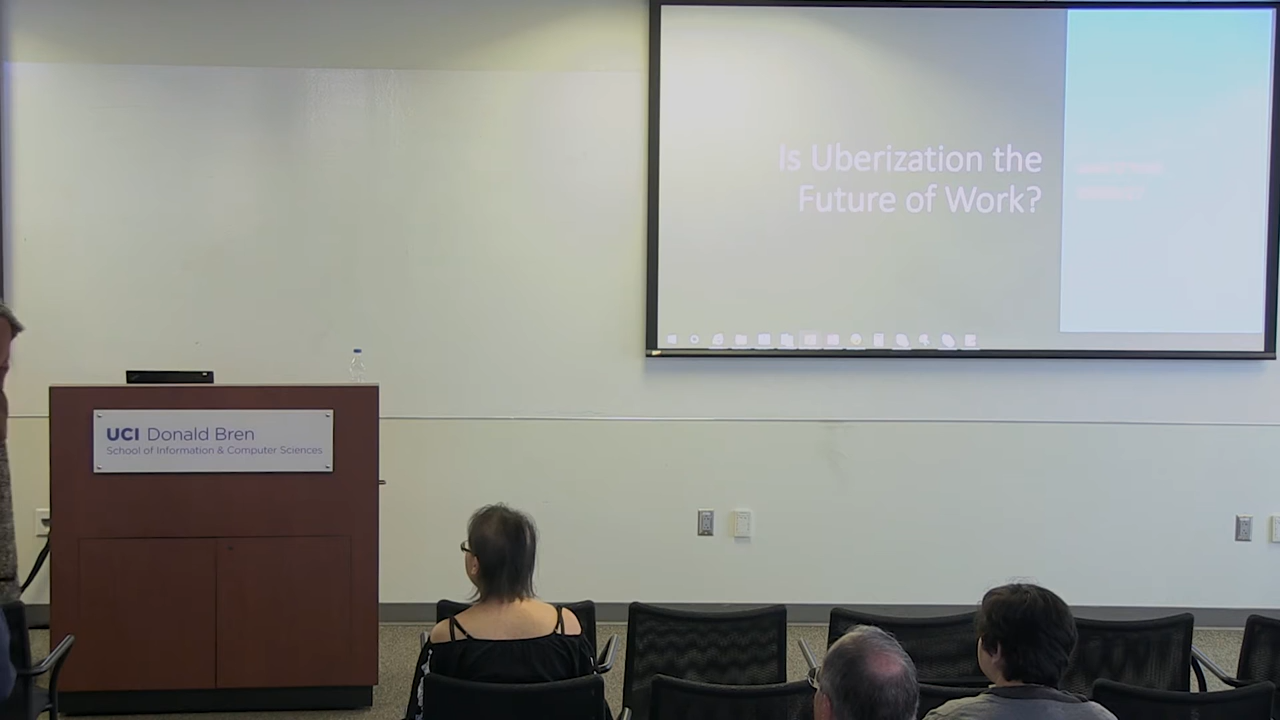 Is Uberization the
Future of Work?
UCI Donald Bren
School of Information & Computer Sciences